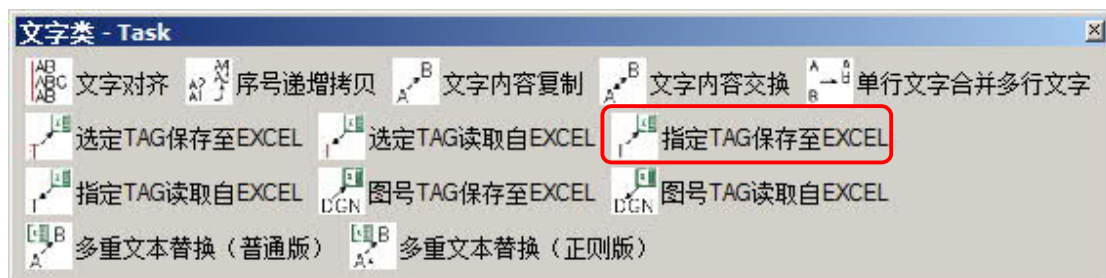 文字类 - Task
文字对齐 序号递增拷贝 文字内容复制 文字内容交换 单行文字合并多行文字
选定TAG保存至EXCEL 选定TAG读取自EXCEL 指定TAG保存至EXCEL
指定TAG读取自EXCEL 图号TAG保存至EXCEL 图号TAG读取自EXCEL
多重文本替换（普通版） 多重文本替换（正则版）